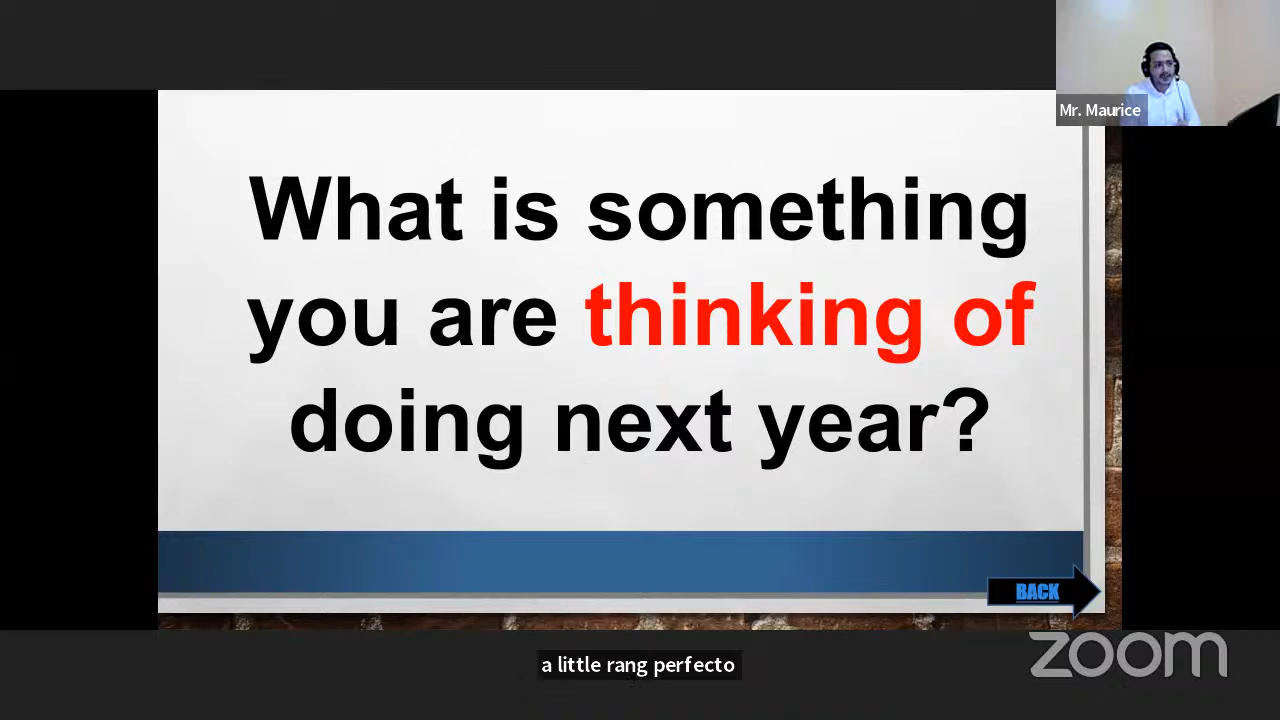 Mr. Maurice
What is something
you are thinking of
doing next year?
BACK
a little rang perfecto
zoom